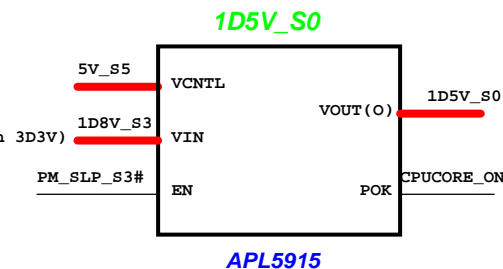 1D5V_S0
5V_S5
VCNTL
VOUT(O)
1D5V_S0
1D8V_S3
3D3V)
VIN
PM_SLP_S3#
EN
POK
CPUCORE_ON
APL5915